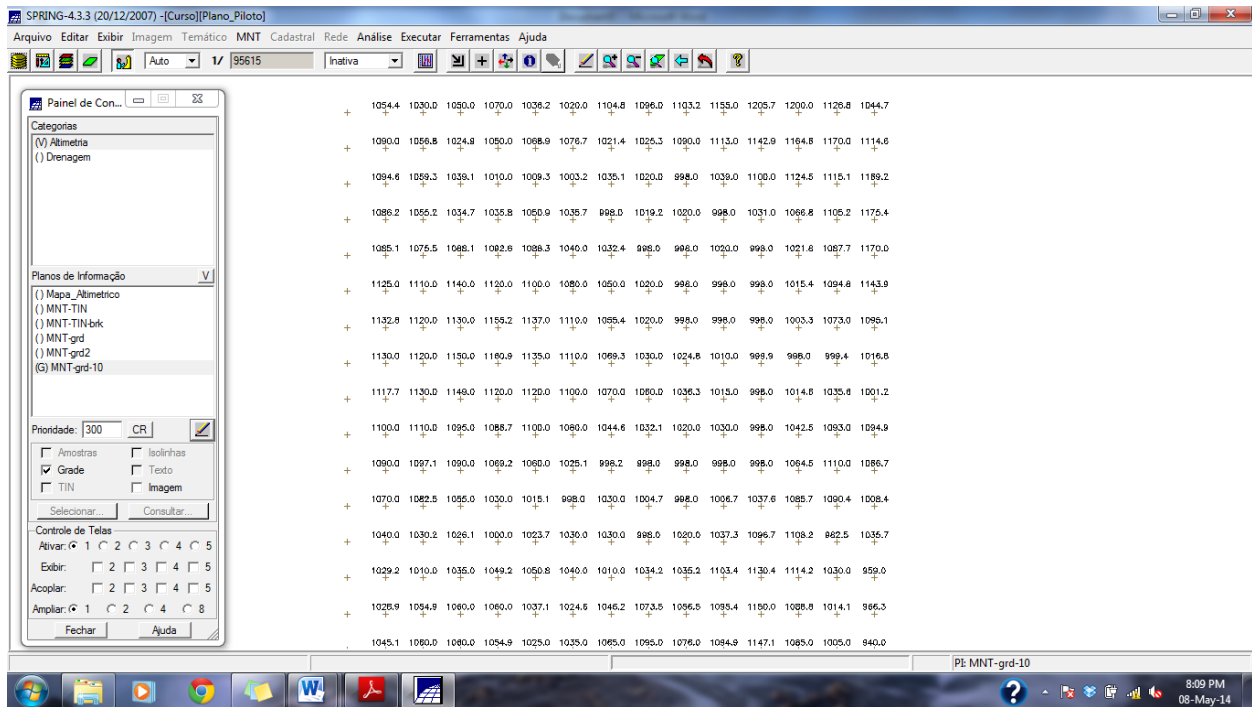 SPRING-4.3.3 (20/12/2007) -[Curso][Plano_Piloto]
Arquivo Editar Exibir Imagem Temático MNT Cadastral Rede Análise Executar Ferramentas Ajuda
Auto 1/ 95615 Inativa
Painel de Con...
Categorias
(V) Altimetria
() Drenagem
Planos de Informação V
() Mapa_Altimetrico
() MNT-TIN
() MNT-TIN-brk
() MNT-grd
() MNT-grd2
(G) MNT-grd-10
Prioridade: 300 CR
Amostras Isolinhas
Grade Texto
TIN Imagem
Selecionar... Consultar...
Controle de Telas
Ativar: 1 2 3 4 5
Exibir: 2 3 4 5
Acoplar: 2 3 4 5
Ampliar: 1 2 4 8
Fechar Ajuda
1054.4 1030.0 1050.0 1070.0 1036.2 1020.0 1104.8 1096.0 1103.2 1155.0 1205.7 1200.0 1126.8 1044.7
1090.0 1056.8 1024.9 1050.0 1068.9 1076.7 1021.4 1025.3 1090.0 1113.0 1142.9 1164.8 1170.0 1114.6
1094.6 1059.3 1039.1 1010.0 1009.3 1003.2 1035.1 1020.0 998.0 1039.0 1100.0 1124.5 1115.1 1189.2
1086.2 1055.2 1034.7 1035.8 1050.9 1035.7 998.0 1019.2 1020.0 998.0 1031.0 1066.8 1105.2 1175.4
1085.1 1075.5 1088.1 1092.6 1088.3 1040.0 1032.4 998.0 998.0 1020.0 998.0 1021.8 1087.7 1170.0
1125.0 1110.0 1140.0 1120.0 1100.0 1080.0 1050.0 1020.0 998.0 998.0 998.0 1015.4 1094.8 1143.9
1132.8 1120.0 1130.0 1155.2 1137.0 1110.0 1055.4 1020.0 998.0 998.0 998.0 1003.3 1073.0 1095.1
1130.0 1120.0 1150.0 1160.9 1135.0 1110.0 1069.3 1030.0 1024.8 1010.0 999.9 998.0 999.4 1016.8
1117.7 1130.0 1149.0 1120.0 1120.0 1100.0 1070.0 1050.0 1036.3 1015.0 998.0 1014.6 1035.6 1001.2
1100.0 1110.0 1095.0 1088.7 1100.0 1060.0 1044.6 1032.1 1020.0 1030.0 998.0 1042.5 1093.0 1094.9
1090.0 1097.1 1090.0 1069.2 1060.0 1025.1 998.2 998.0 998.0 998.0 998.0 1064.5 1110.0 1086.7
1070.0 1082.5 1055.0 1030.0 1015.1 998.0 1030.0 1004.7 998.0 1006.7 1037.6 1085.7 1090.4 1008.4
1040.0 1030.2 1026.1 1000.0 1023.7 1030.0 1030.0 998.0 1020.0 1037.3 1096.7 1108.2 982.5 1035.7
1029.2 1010.0 1035.0 1049.2 1050.8 1040.0 1010.0 1034.2 1035.2 1103.4 1130.4 1114.2 1030.0 959.0
1026.9 1054.9 1060.0 1060.0 1037.1 1024.6 1046.2 1073.5 1056.5 1095.4 1150.0 1088.8 1014.1 966.3
1045.1 1060.0 1060.0 1054.9 1025.0 1035.0 1065.0 1095.0 1076.0 1094.9 1147.1 1085.0 1005.0 940.0
PI: MNT-grd-10
8:09 PM
08-May-14